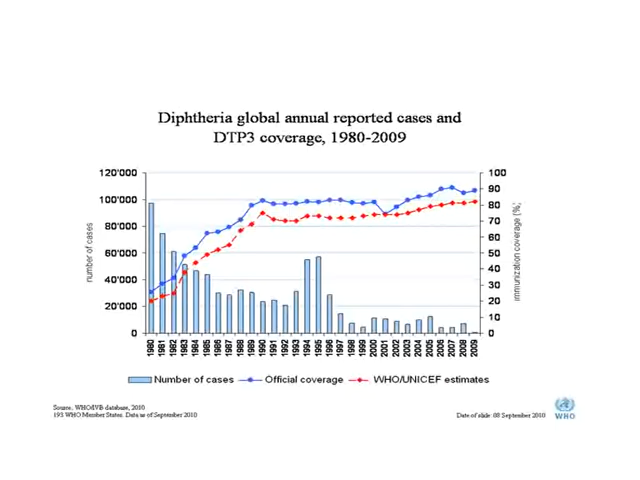 Diphtheria global annual reported cases and
DTP3 coverage, 1980-2009
120'000
100'000
80'000
60'000
40'000
20'000
0
number of cases
100
90
80
70
60
50
40
30
20
10
0
immunization coverage (%)
1980 1981 1982 1983 1984 1985 1986 1987 1988 1989 1990 1991 1992 1993 1994 1995 1996 1997 1998 1999 2000 2001 2002 2003 2004 2005 2006 2007 2008 2009
Number of cases Official coverage WHO/UNICEF estimates
Source: WHO/IVB database, 2010
193 WHO Member States. Data as of September 2010
Date of slide: 08 September 2010
WHO